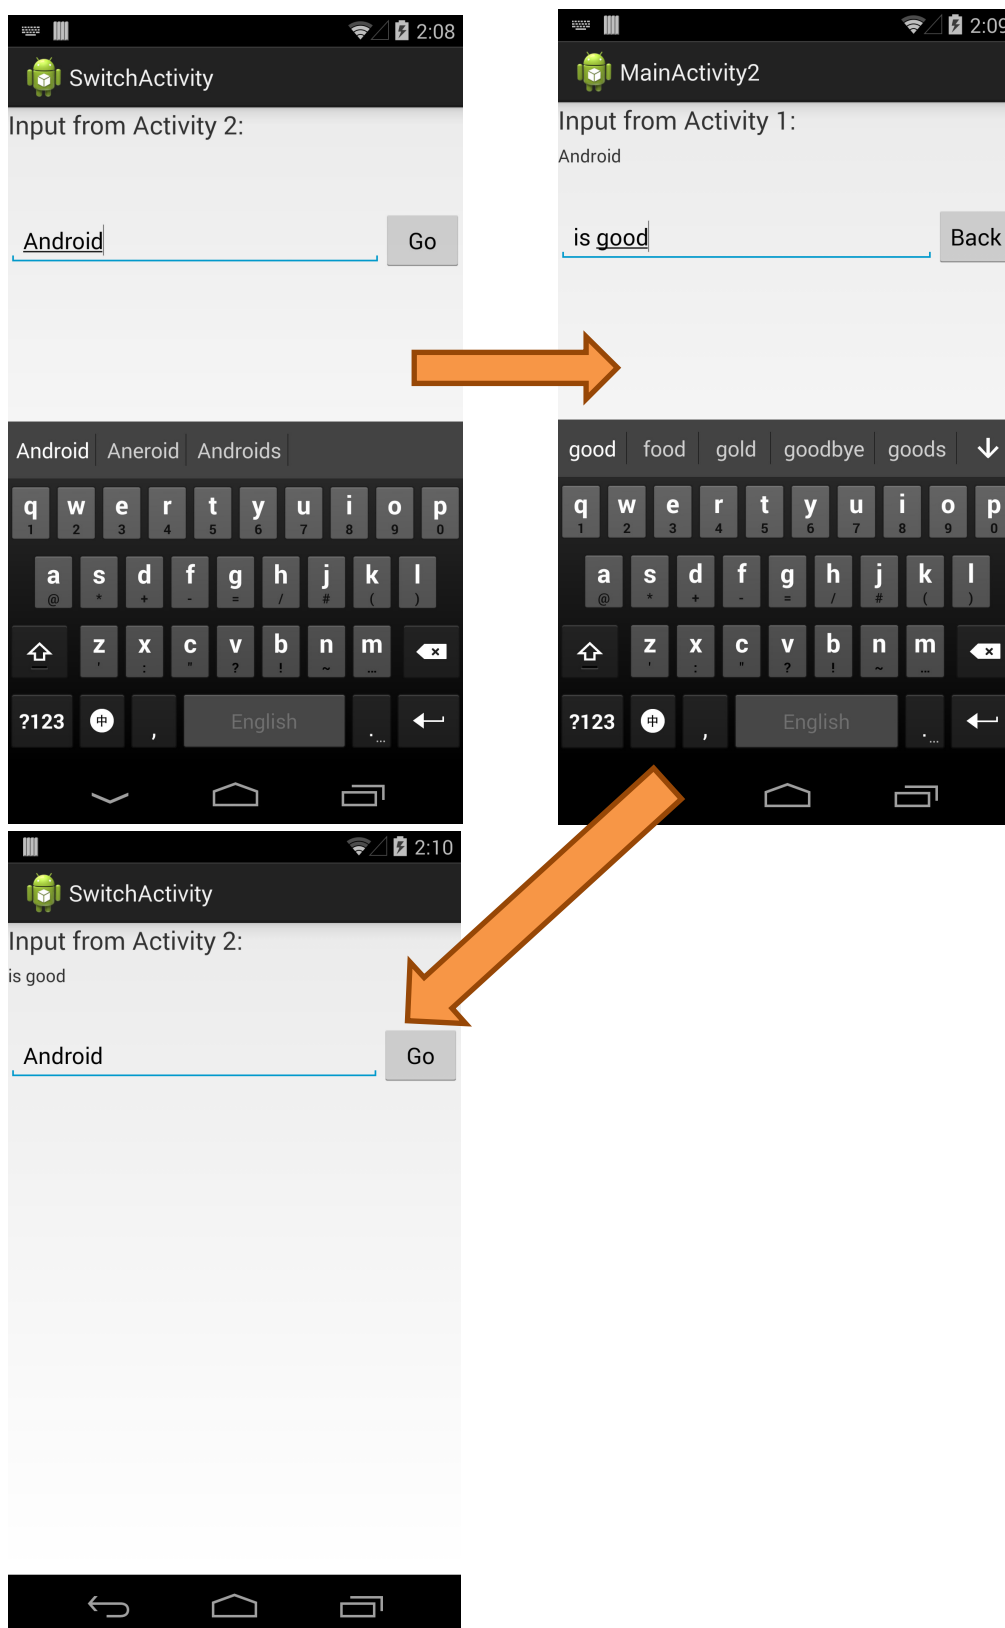 2:08
SwitchActivity
Input from Activity 2:
Android
Go
Android Aneroid Androids
q w e r t y u i o p
1 2 3 4 5 6 7 8 9 0
a s d f g h j k l
@ * + - = / # ( )
z x c v b n m
' : " ? ! ~ ...
?123 中 , English . ...
2:09
MainActivity2
Input from Activity 1:
Android
is good
Back
good food gold goodbye goods
q w e r t y u i o p
1 2 3 4 5 6 7 8 9 0
a s d f g h j k l
@ * + - = / # ( )
z x c v b n m
' : " ? ! ~ ...
?123 中 , English . ...
2:10
SwitchActivity
Input from Activity 2:
is good
Android
Go